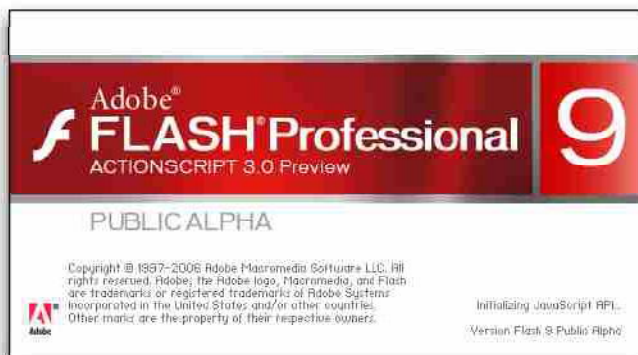 Adobe®
FLASH® Professional 9
ACTIONSCRIPT 3.0 Preview
PUBLIC ALPHA
Copyright © 1997-2006 Adobe Macromedia Software LLC. All
rights reserved. Adobe, the Adobe logo, Macromedia, and Flash
are trademarks or registered trademarks of Adobe Systems
Incorporated in the United States and/or other countries.
Other marks are the property of their respective owners.
Adobe
Initializing JavaScript API...
Version Flash 9 Public Alpha